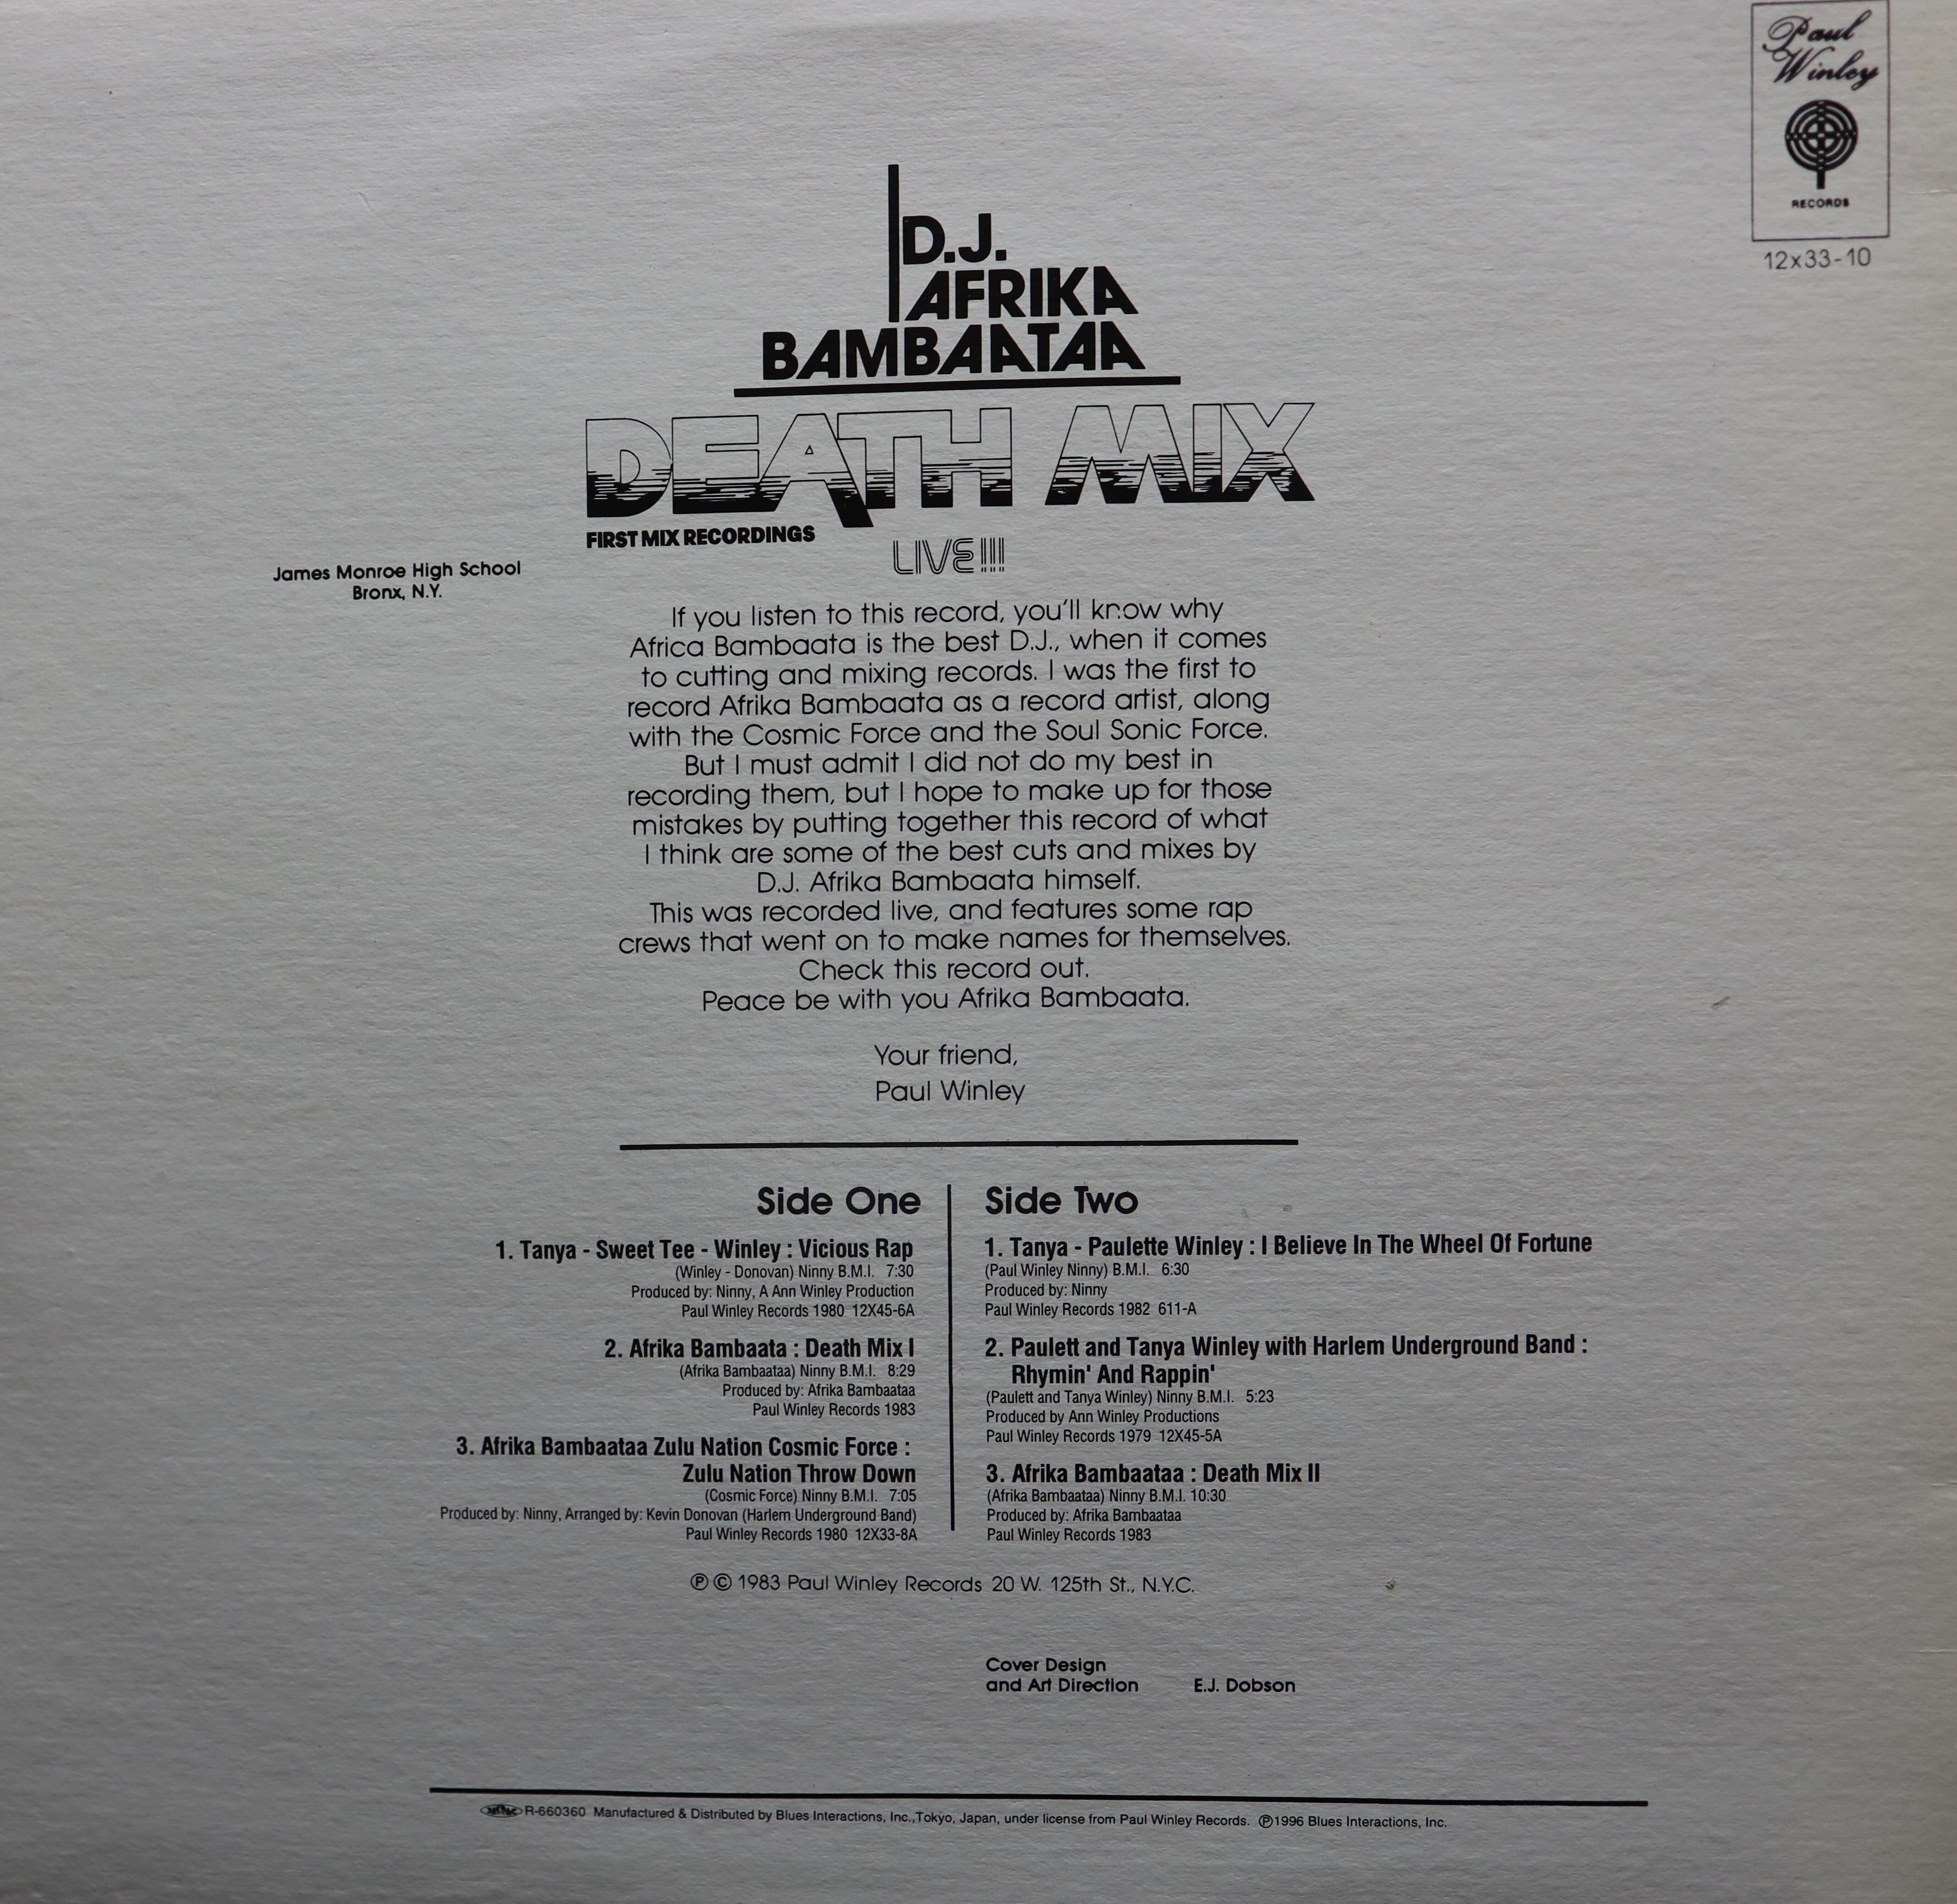 Paul
Winley
RECORDS
12x33-10
D.J.
AFRIKA
BAMBAATAA
DEATH MIX
FIRST MIX RECORDINGS
LIVE!!!
James Monroe High School
Bronx, N.Y.
If you listen to this record, you'll know why
Africa Bambaata is the best D.J., when it comes
to cutting and mixing records. I was the first to
record Afrika Bambaata as a record artist, along
with the Cosmic Force and the Soul Sonic Force.
But I must admit I did not do my best in
recording them, but I hope to make up for those
mistakes by putting together this record of what
I think are some of the best cuts and mixes by
D.J. Afrika Bambaata himself.
This was recorded live, and features some rap
crews that went on to make names for themselves.
Check this record out.
Peace be with you Afrika Bambaata.
Your friend,
Paul Winley
Side One
1. Tanya - Sweet Tee - Winley : Vicious Rap
(Winley - Donovan) Ninny B.M.I. 7:30
Produced by: Ninny, A Ann Winley Production
Paul Winley Records 1980 12X45-6A
2. Afrika Bambaata : Death Mix I
(Afrika Bambaataa) Ninny B.M.I. 8:29
Produced by: Afrika Bambaataa
Paul Winley Records 1983
3. Afrika Bambaataa Zulu Nation Cosmic Force :
Zulu Nation Throw Down
(Cosmic Force) Ninny B.M.I. 7:05
Produced by: Ninny, Arranged by: Kevin Donovan (Harlem Underground Band)
Paul Winley Records 1980 12X33-8A
Side Two
1. Tanya - Paulette Winley : I Believe In The Wheel Of Fortune
(Paul Winley Ninny) B.M.I. 6:30
Produced by: Ninny
Paul Winley Records 1982 611-A
2. Paulett and Tanya Winley with Harlem Underground Band :
Rhymin' And Rappin'
(Paulett and Tanya Winley) Ninny B.M.I. 5:23
Produced by Ann Winley Productions
Paul Winley Records 1979 12X45-5A
3. Afrika Bambaataa : Death Mix II
(Afrika Bambaataa) Ninny B.M.I. 10:30
Produced by: Afrika Bambaataa
Paul Winley Records 1983
℗ © 1983 Paul Winley Records 20 W. 125th St., N.Y.C.
Cover Design
and Art Direction E.J. Dobson
R-660360 Manufactured & Distributed by Blues Interactions, Inc.,Tokyo, Japan, under license from Paul Winley Records. ℗1996 Blues Interactions, Inc.